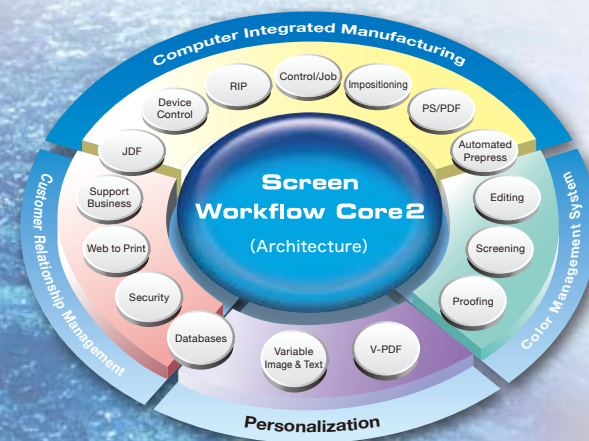 Computer Integrated Manufacturing
Control/Job
RIP
Impositioning
Device
Control
PS/PDF
JDF
Automated
Prepress
Customer Relationship Management
Support
Business
Web to Print
Security
Databases
Screen
Workflow Core2
(Architecture)
Color Management System
Editing
Screening
Proofing
Variable
Image & Text
V-PDF
Personalization